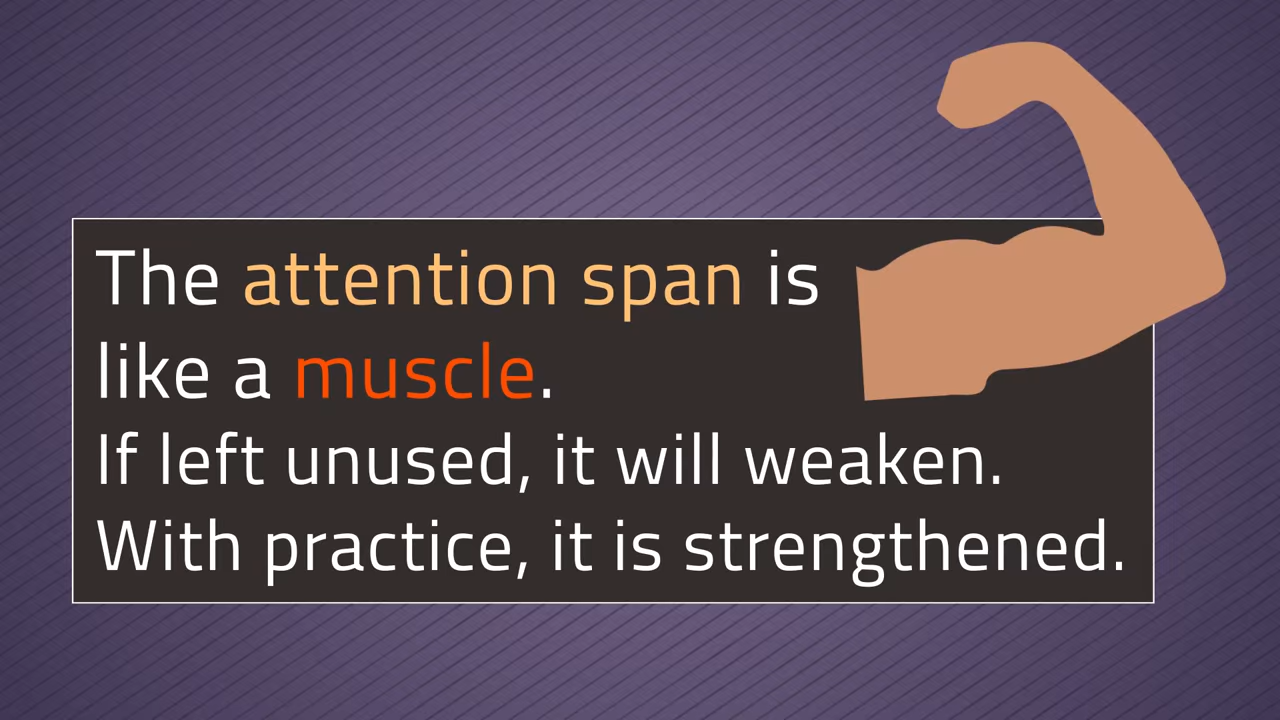 The attention span is
like a muscle.
If left unused, it will weaken.
With practice, it is strengthened.